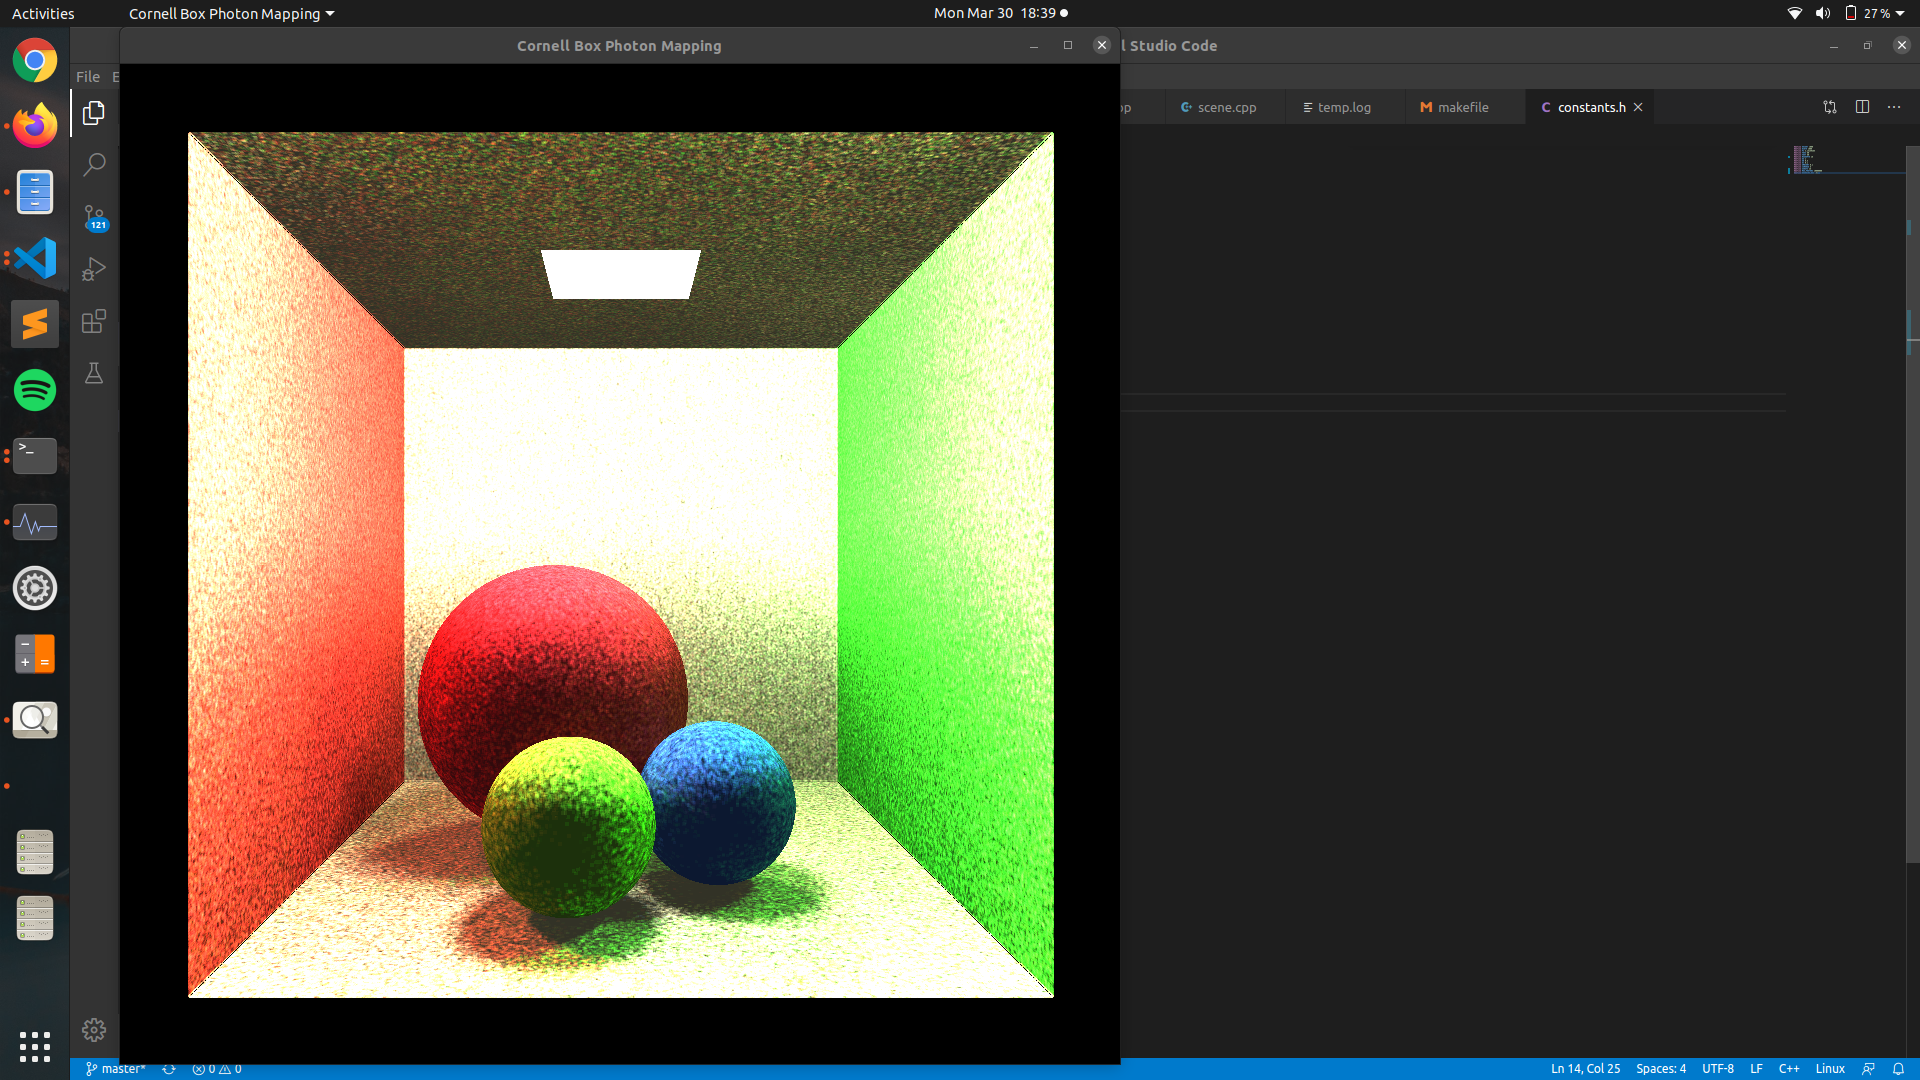 Activities
Cornell Box Photon Mapping
Mon Mar 30 18:39
27 %
Cornell Box Photon Mapping
l Studio Code
File E
pp
scene.cpp
temp.log
makefile
constants.h
121
master*
0 0
Ln 14, Col 25
Spaces: 4
UTF-8
LF
C++
Linux